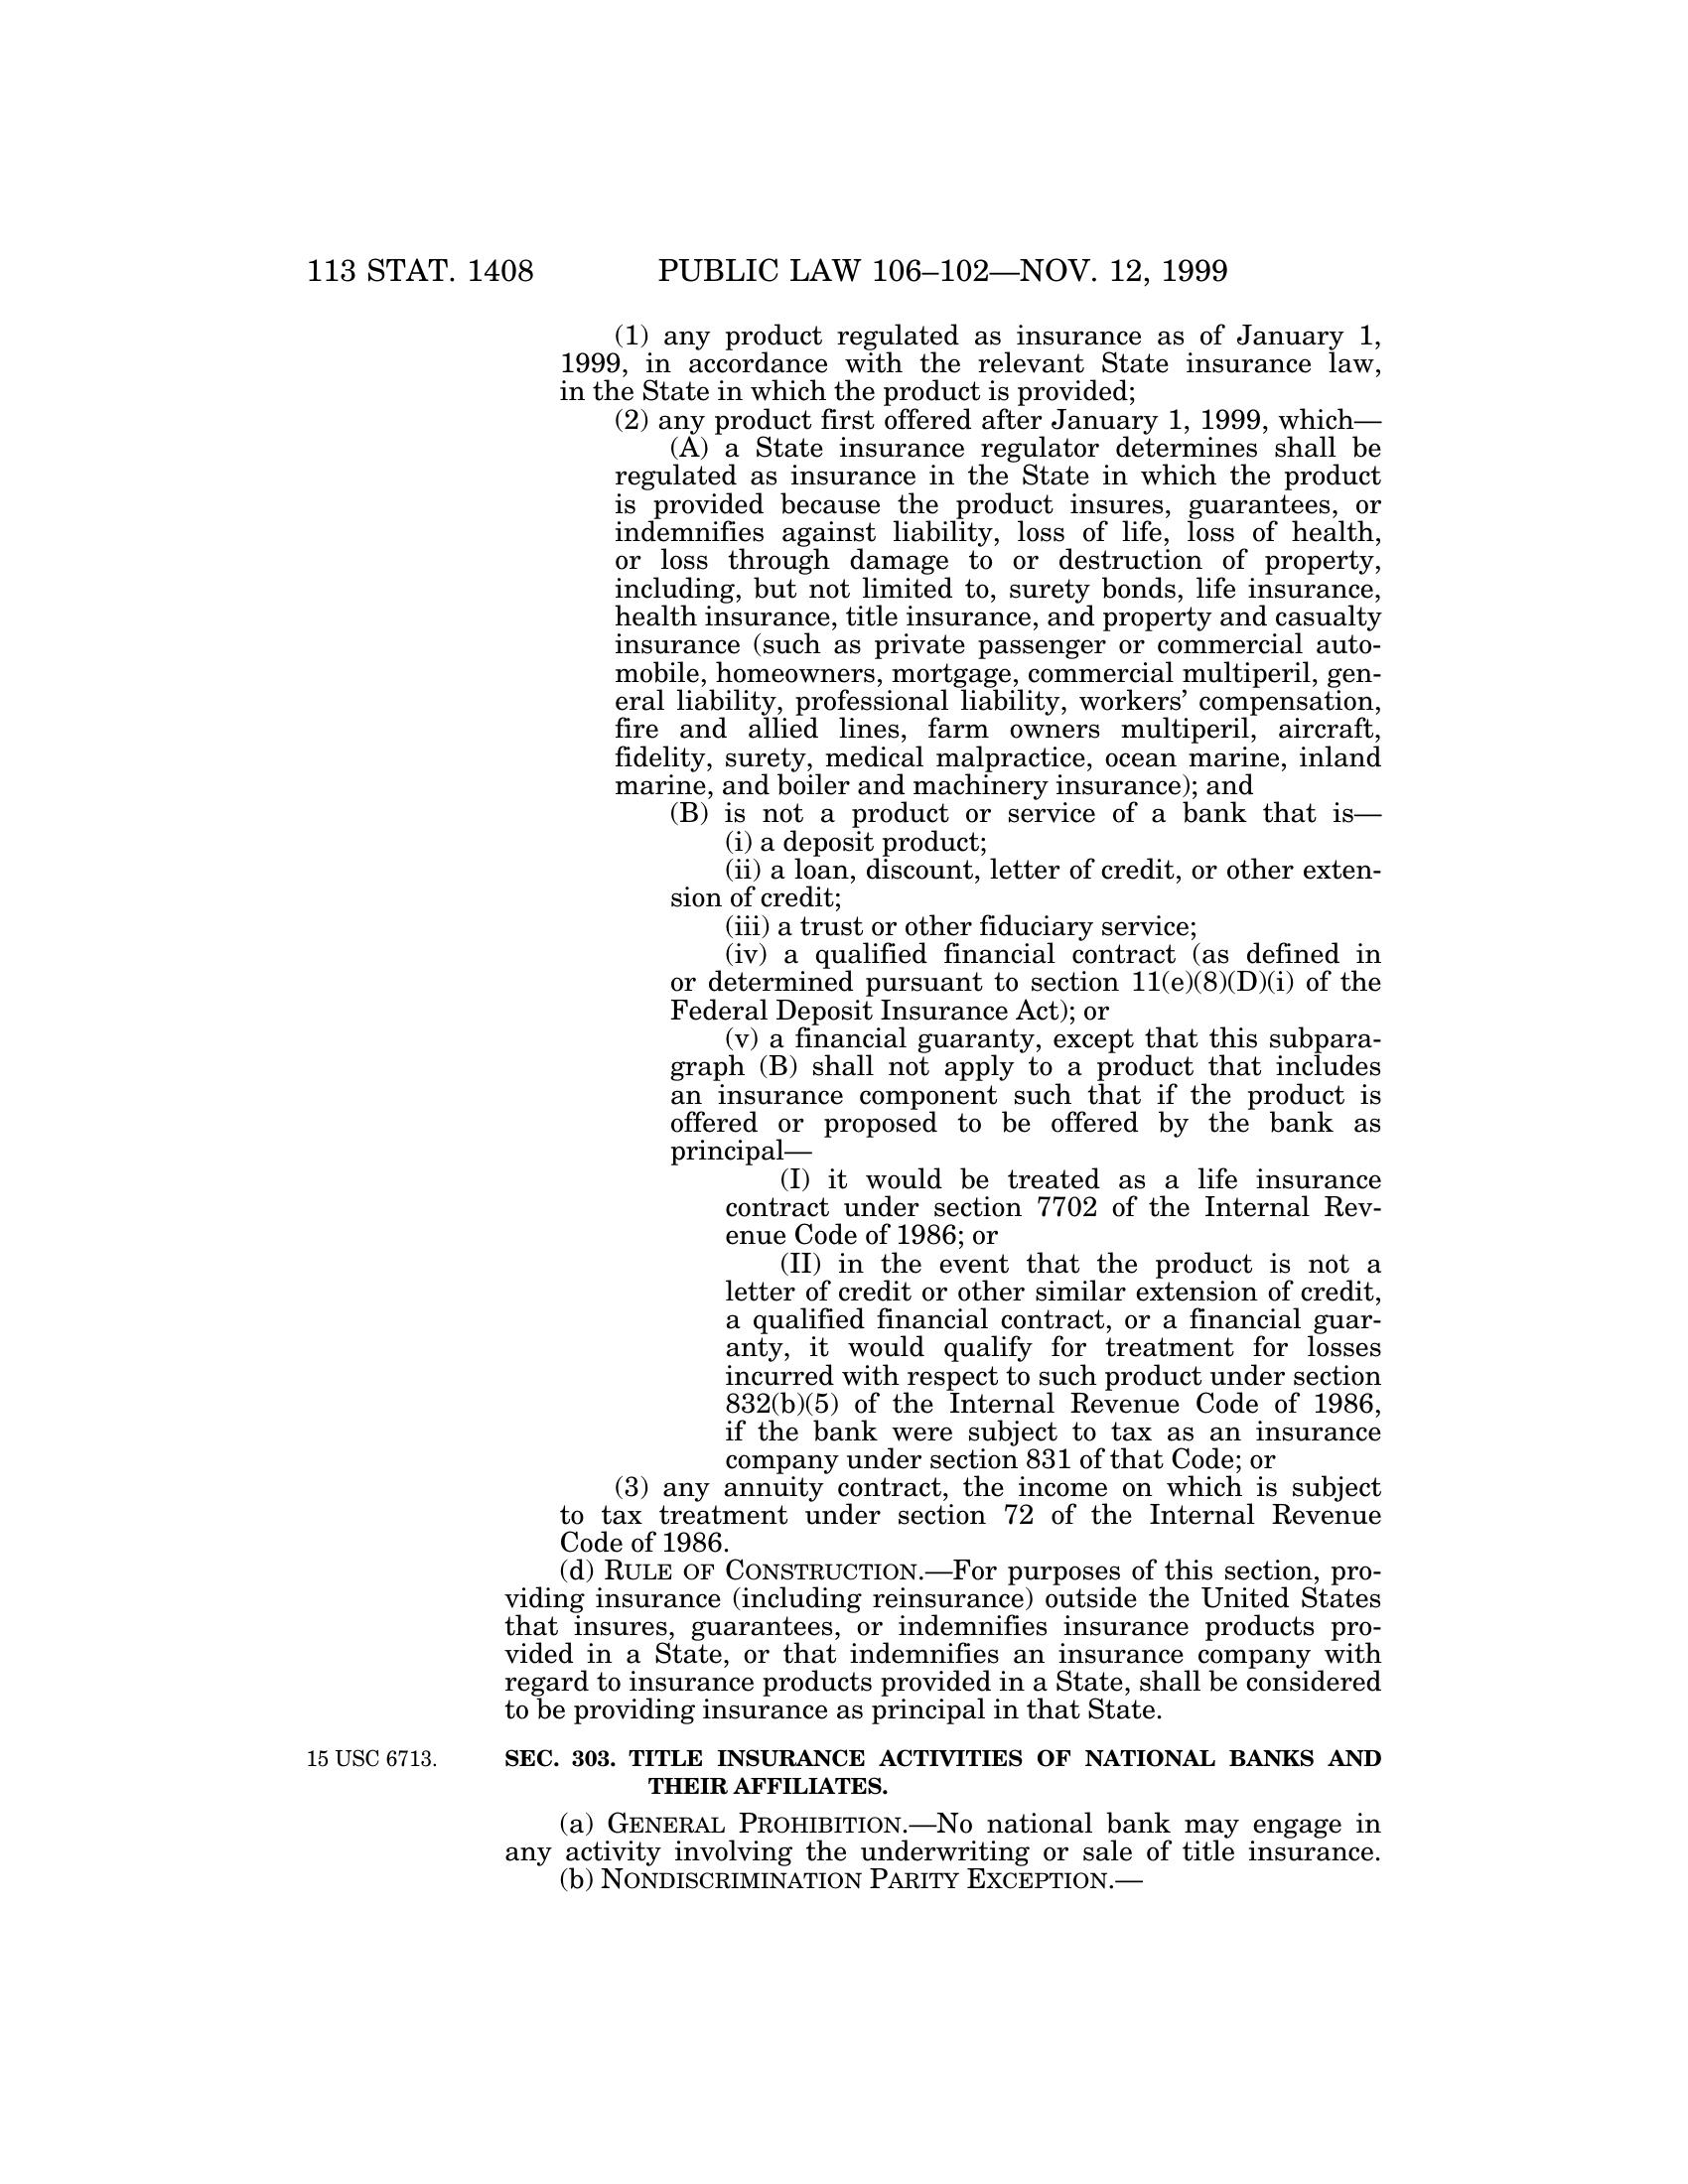 113 STAT. 1408 PUBLIC LAW 106–102—NOV. 12, 1999
(1) any product regulated as insurance as of January 1,
1999, in accordance with the relevant State insurance law,
in the State in which the product is provided;
(2) any product first offered after January 1, 1999, which—
(A) a State insurance regulator determines shall be
regulated as insurance in the State in which the product
is provided because the product insures, guarantees, or
indemnifies against liability, loss of life, loss of health,
or loss through damage to or destruction of property,
including, but not limited to, surety bonds, life insurance,
health insurance, title insurance, and property and casualty
insurance (such as private passenger or commercial auto-
mobile, homeowners, mortgage, commercial multiperil, gen-
eral liability, professional liability, workers' compensation,
fire and allied lines, farm owners multiperil, aircraft,
fidelity, surety, medical malpractice, ocean marine, inland
marine, and boiler and machinery insurance); and
(B) is not a product or service of a bank that is—
(i) a deposit product;
(ii) a loan, discount, letter of credit, or other exten-
sion of credit;
(iii) a trust or other fiduciary service;
(iv) a qualified financial contract (as defined in
or determined pursuant to section 11(e)(8)(D)(i) of the
Federal Deposit Insurance Act); or
(v) a financial guaranty, except that this subpara-
graph (B) shall not apply to a product that includes
an insurance component such that if the product is
offered or proposed to be offered by the bank as
principal—
(I) it would be treated as a life insurance
contract under section 7702 of the Internal Rev-
enue Code of 1986; or
(II) in the event that the product is not a
letter of credit or other similar extension of credit,
a qualified financial contract, or a financial guar-
anty, it would qualify for treatment for losses
incurred with respect to such product under section
832(b)(5) of the Internal Revenue Code of 1986,
if the bank were subject to tax as an insurance
company under section 831 of that Code; or
(3) any annuity contract, the income on which is subject
to tax treatment under section 72 of the Internal Revenue
Code of 1986.
(d) RULE OF CONSTRUCTION.—For purposes of this section, pro-
viding insurance (including reinsurance) outside the United States
that insures, guarantees, or indemnifies insurance products pro-
vided in a State, or that indemnifies an insurance company with
regard to insurance products provided in a State, shall be considered
to be providing insurance as principal in that State.
15 USC 6713. SEC. 303. TITLE INSURANCE ACTIVITIES OF NATIONAL BANKS AND
THEIR AFFILIATES.
(a) GENERAL PROHIBITION.—No national bank may engage in
any activity involving the underwriting or sale of title insurance.
(b) NONDISCRIMINATION PARITY EXCEPTION.—